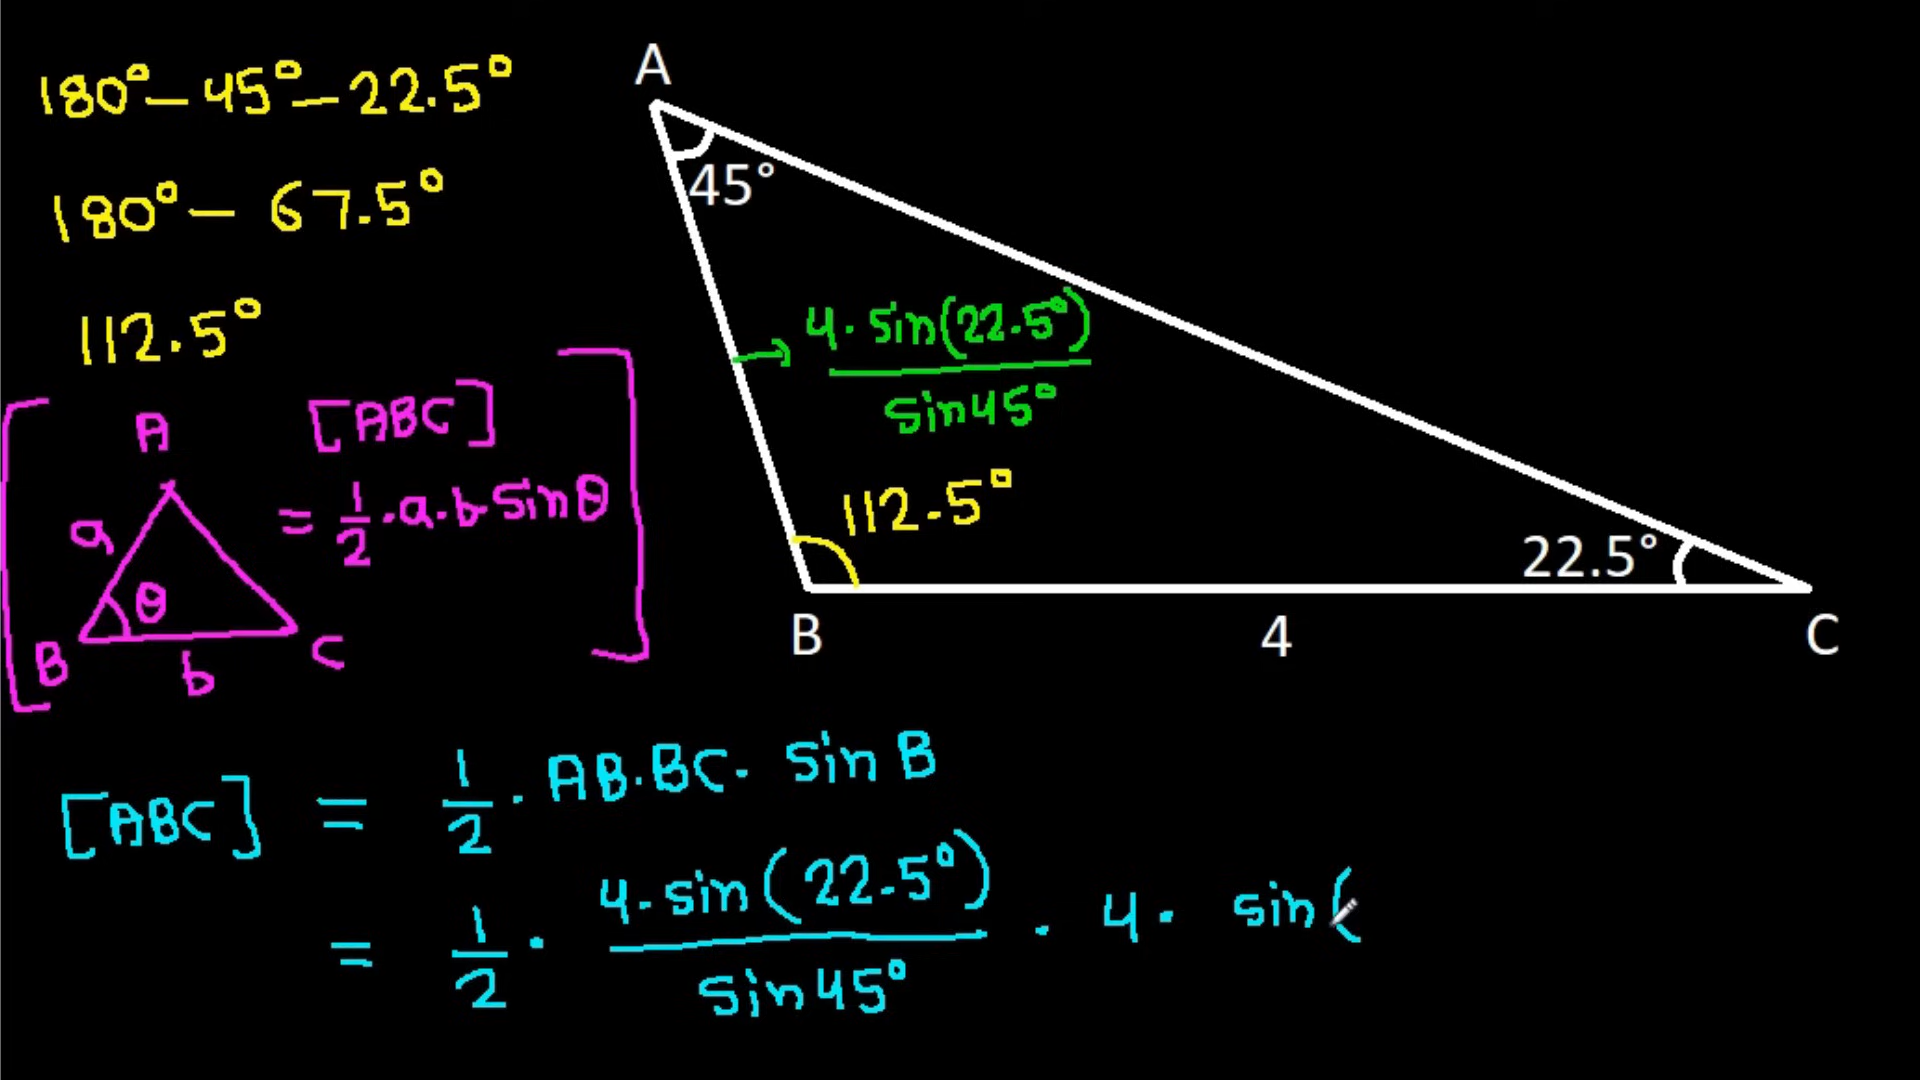 180° – 45° – 22.5°
180° – 67.5°
112.5°
A
45°
4. sin(22.5°)
sin45°
112.5°
22.5°
B
4
C
A
[ABC]
= 1/2 . a . b . sin θ
a
θ
B
b
C
[ABC] = 1/2 . AB . BC . sin B
= 1/2 . 4. sin(22.5°) / sin45° . 4 . sin(